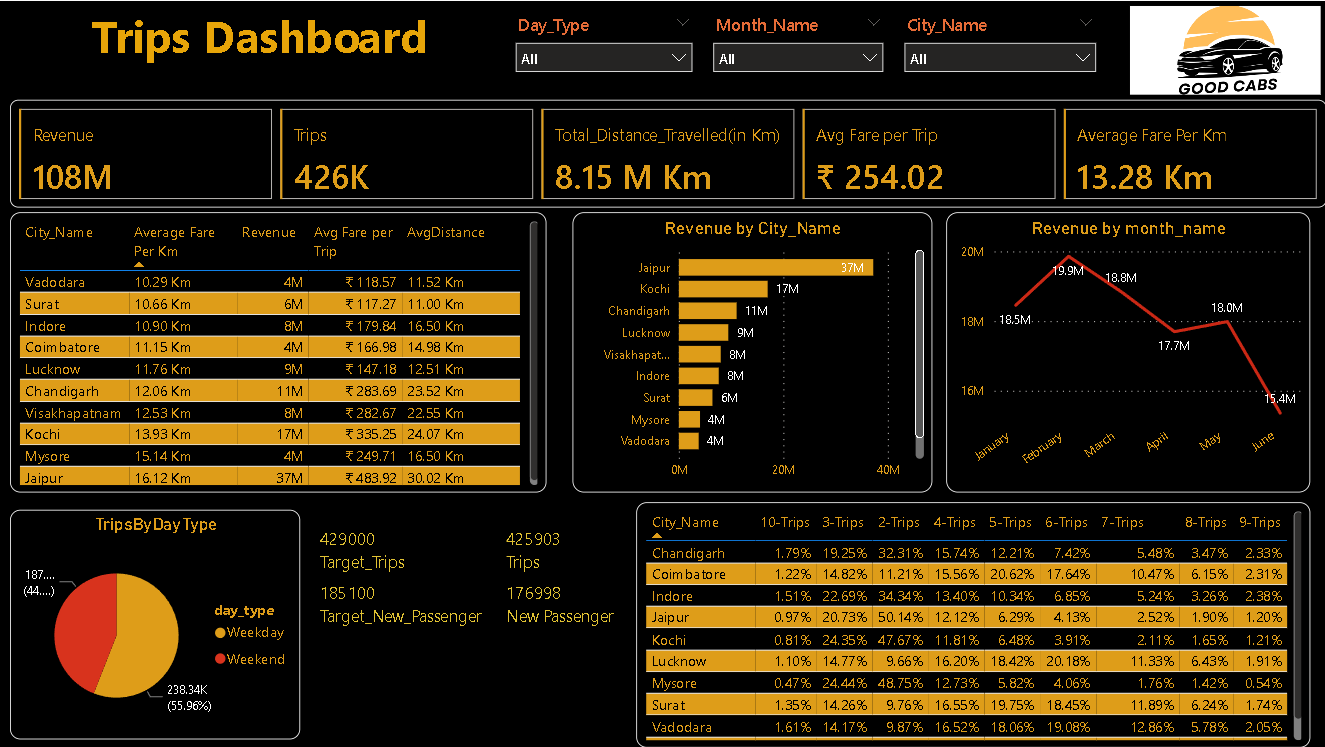 Trips Dashboard
Day_Type
Month_Name
City_Name
All
All
All
GOOD CABS
Revenue
108M
Trips
426K
Total_Distance_Travelled(in Km)
8.15 M Km
Avg Fare per Trip
₹ 254.02
Average Fare Per Km
13.28 Km
City_Name Average Fare Per Km Revenue Avg Fare per Trip AvgDistance
Vadodara 10.29 Km 4M ₹ 118.57 11.52 Km
Surat 10.66 Km 6M ₹ 117.27 11.00 Km
Indore 10.90 Km 8M ₹ 179.84 16.50 Km
Coimbatore 11.15 Km 4M ₹ 166.98 14.98 Km
Lucknow 11.76 Km 9M ₹ 147.18 12.51 Km
Chandigarh 12.06 Km 11M ₹ 283.69 23.52 Km
Visakhapatnam 12.53 Km 8M ₹ 282.67 22.55 Km
Kochi 13.93 Km 17M ₹ 335.25 24.07 Km
Mysore 15.14 Km 4M ₹ 249.71 16.50 Km
Jaipur 16.12 Km 37M ₹ 483.92 30.02 Km
Revenue by City_Name
Jaipur 37M
Kochi 17M
Chandigarh 11M
Lucknow 9M
Visakhapat... 8M
Indore 8M
Surat 6M
Mysore 4M
Vadodara 4M
0M 20M 40M
Revenue by month_name
20M
18M
16M
18.5M
19.9M
18.8M
17.7M
18.0M
15.4M
January February March April May June
TripsByDayType
187....
(44....)
238.34K
(55.96%)
day_type
Weekday
Weekend
429000
Target_Trips
425903
Trips
185100
Target_New_Passenger
176998
New Passenger
City_Name 10-Trips 3-Trips 2-Trips 4-Trips 5-Trips 6-Trips 7-Trips 8-Trips 9-Trips
Chandigarh 1.79% 19.25% 32.31% 15.74% 12.21% 7.42% 5.48% 3.47% 2.33%
Coimbatore 1.22% 14.82% 11.21% 15.56% 20.62% 17.64% 10.47% 6.15% 2.31%
Indore 1.51% 22.69% 34.34% 13.40% 10.34% 6.85% 5.24% 3.26% 2.38%
Jaipur 0.97% 20.73% 50.14% 12.12% 6.29% 4.13% 2.52% 1.90% 1.20%
Kochi 0.81% 24.35% 47.67% 11.81% 6.48% 3.91% 2.11% 1.65% 1.21%
Lucknow 1.10% 14.77% 9.66% 16.20% 18.42% 20.18% 11.33% 6.43% 1.91%
Mysore 0.47% 24.44% 48.75% 12.73% 5.82% 4.06% 1.76% 1.42% 0.54%
Surat 1.35% 14.26% 9.76% 16.55% 19.75% 18.45% 11.89% 6.24% 1.74%
Vadodara 1.61% 14.17% 9.87% 16.52% 18.06% 19.08% 12.86% 5.78% 2.05%